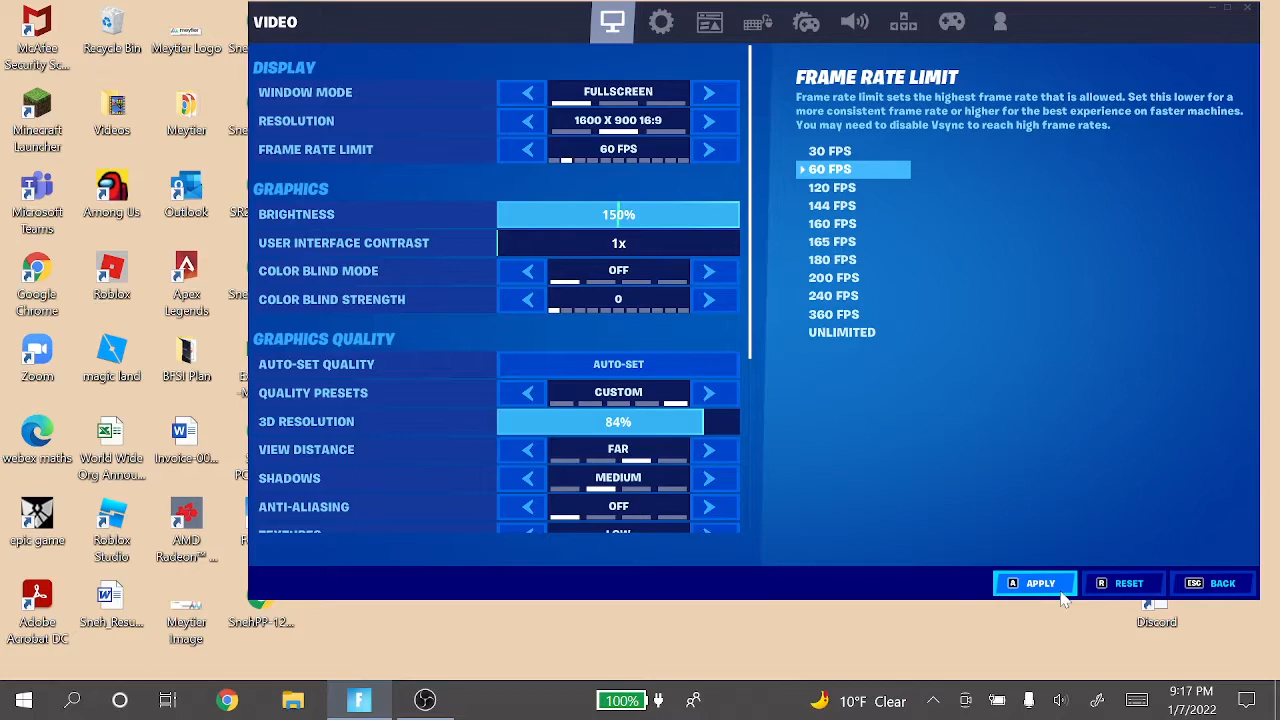 McAfee
Security Sc...
Recycle Bin
Meytier Logo
Minecraft
Launcher
Videos
Meytier
Microsoft
Teams
Among Us
Outlook
Google
Chrome
Roblox
Apex
Legends
Zoom
magic land
BFSI Plan
webex maths
World Wide
Org Annou...
Invoice-00...
epic game
Roblox
Studio
AMD
Radeon™ ...
Adobe
Acrobat DC
Sneh_Resu...
Meytier
Image
SnehPP-12...
Discord
VIDEO
DISPLAY
WINDOW MODE FULLSCREEN
RESOLUTION 1600 X 900 16:9
FRAME RATE LIMIT 60 FPS
GRAPHICS
BRIGHTNESS 150%
USER INTERFACE CONTRAST 1x
COLOR BLIND MODE OFF
COLOR BLIND STRENGTH 0
GRAPHICS QUALITY
AUTO-SET QUALITY AUTO-SET
QUALITY PRESETS CUSTOM
3D RESOLUTION 84%
VIEW DISTANCE FAR
SHADOWS MEDIUM
ANTI-ALIASING OFF
TEXTURES LOW
FRAME RATE LIMIT
Frame rate limit sets the highest frame rate that is allowed. Set this lower for a
more consistent frame rate or higher for the best experience on faster machines.
You may need to disable Vsync to reach high frame rates.
30 FPS
60 FPS
120 FPS
144 FPS
160 FPS
165 FPS
180 FPS
200 FPS
240 FPS
360 FPS
UNLIMITED
A APPLY
R RESET
ESC BACK
100%
10°F Clear
9:17 PM
1/7/2022